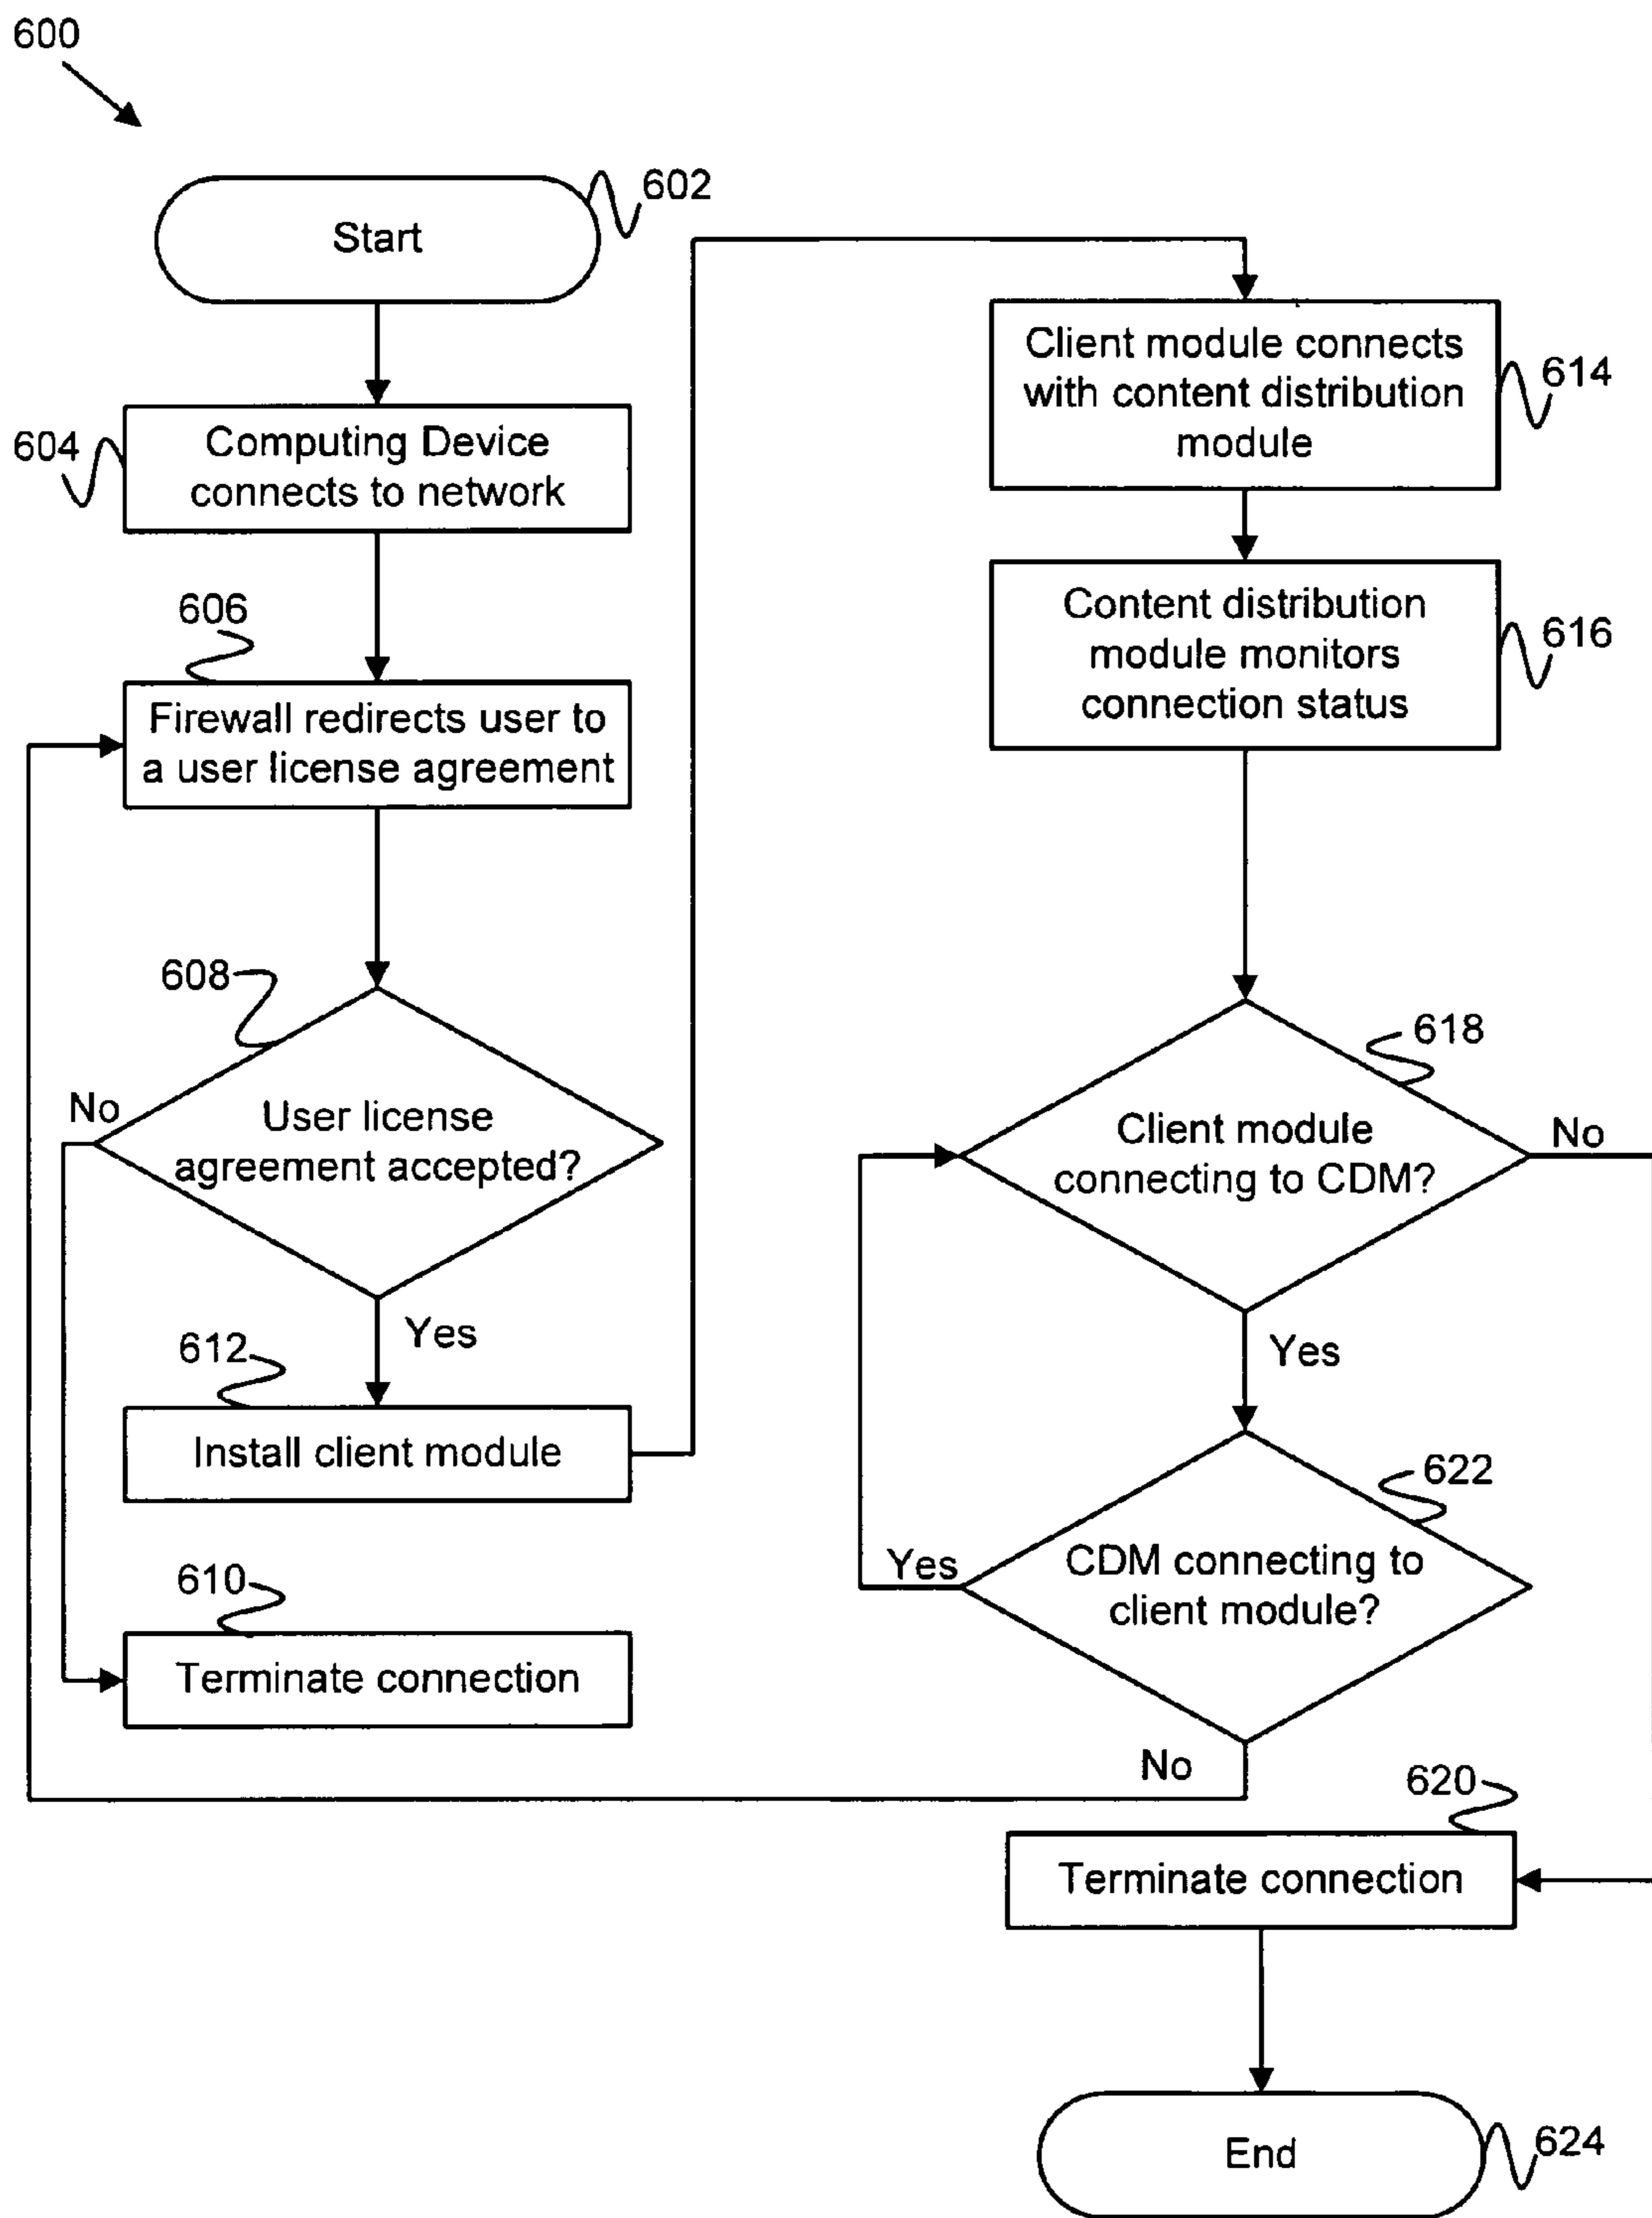 600
602
Start
604
Computing Device
connects to network
606
Firewall redirects user to
a user license agreement
608
No
User license
agreement accepted?
Yes
612
Install client module
610
Terminate connection
Client module connects
with content distribution
module
614
Content distribution
module monitors
connection status
616
618
Client module
connecting to CDM?
No
Yes
622
CDM connecting to
client module?
Yes
No
620
Terminate connection
End
624